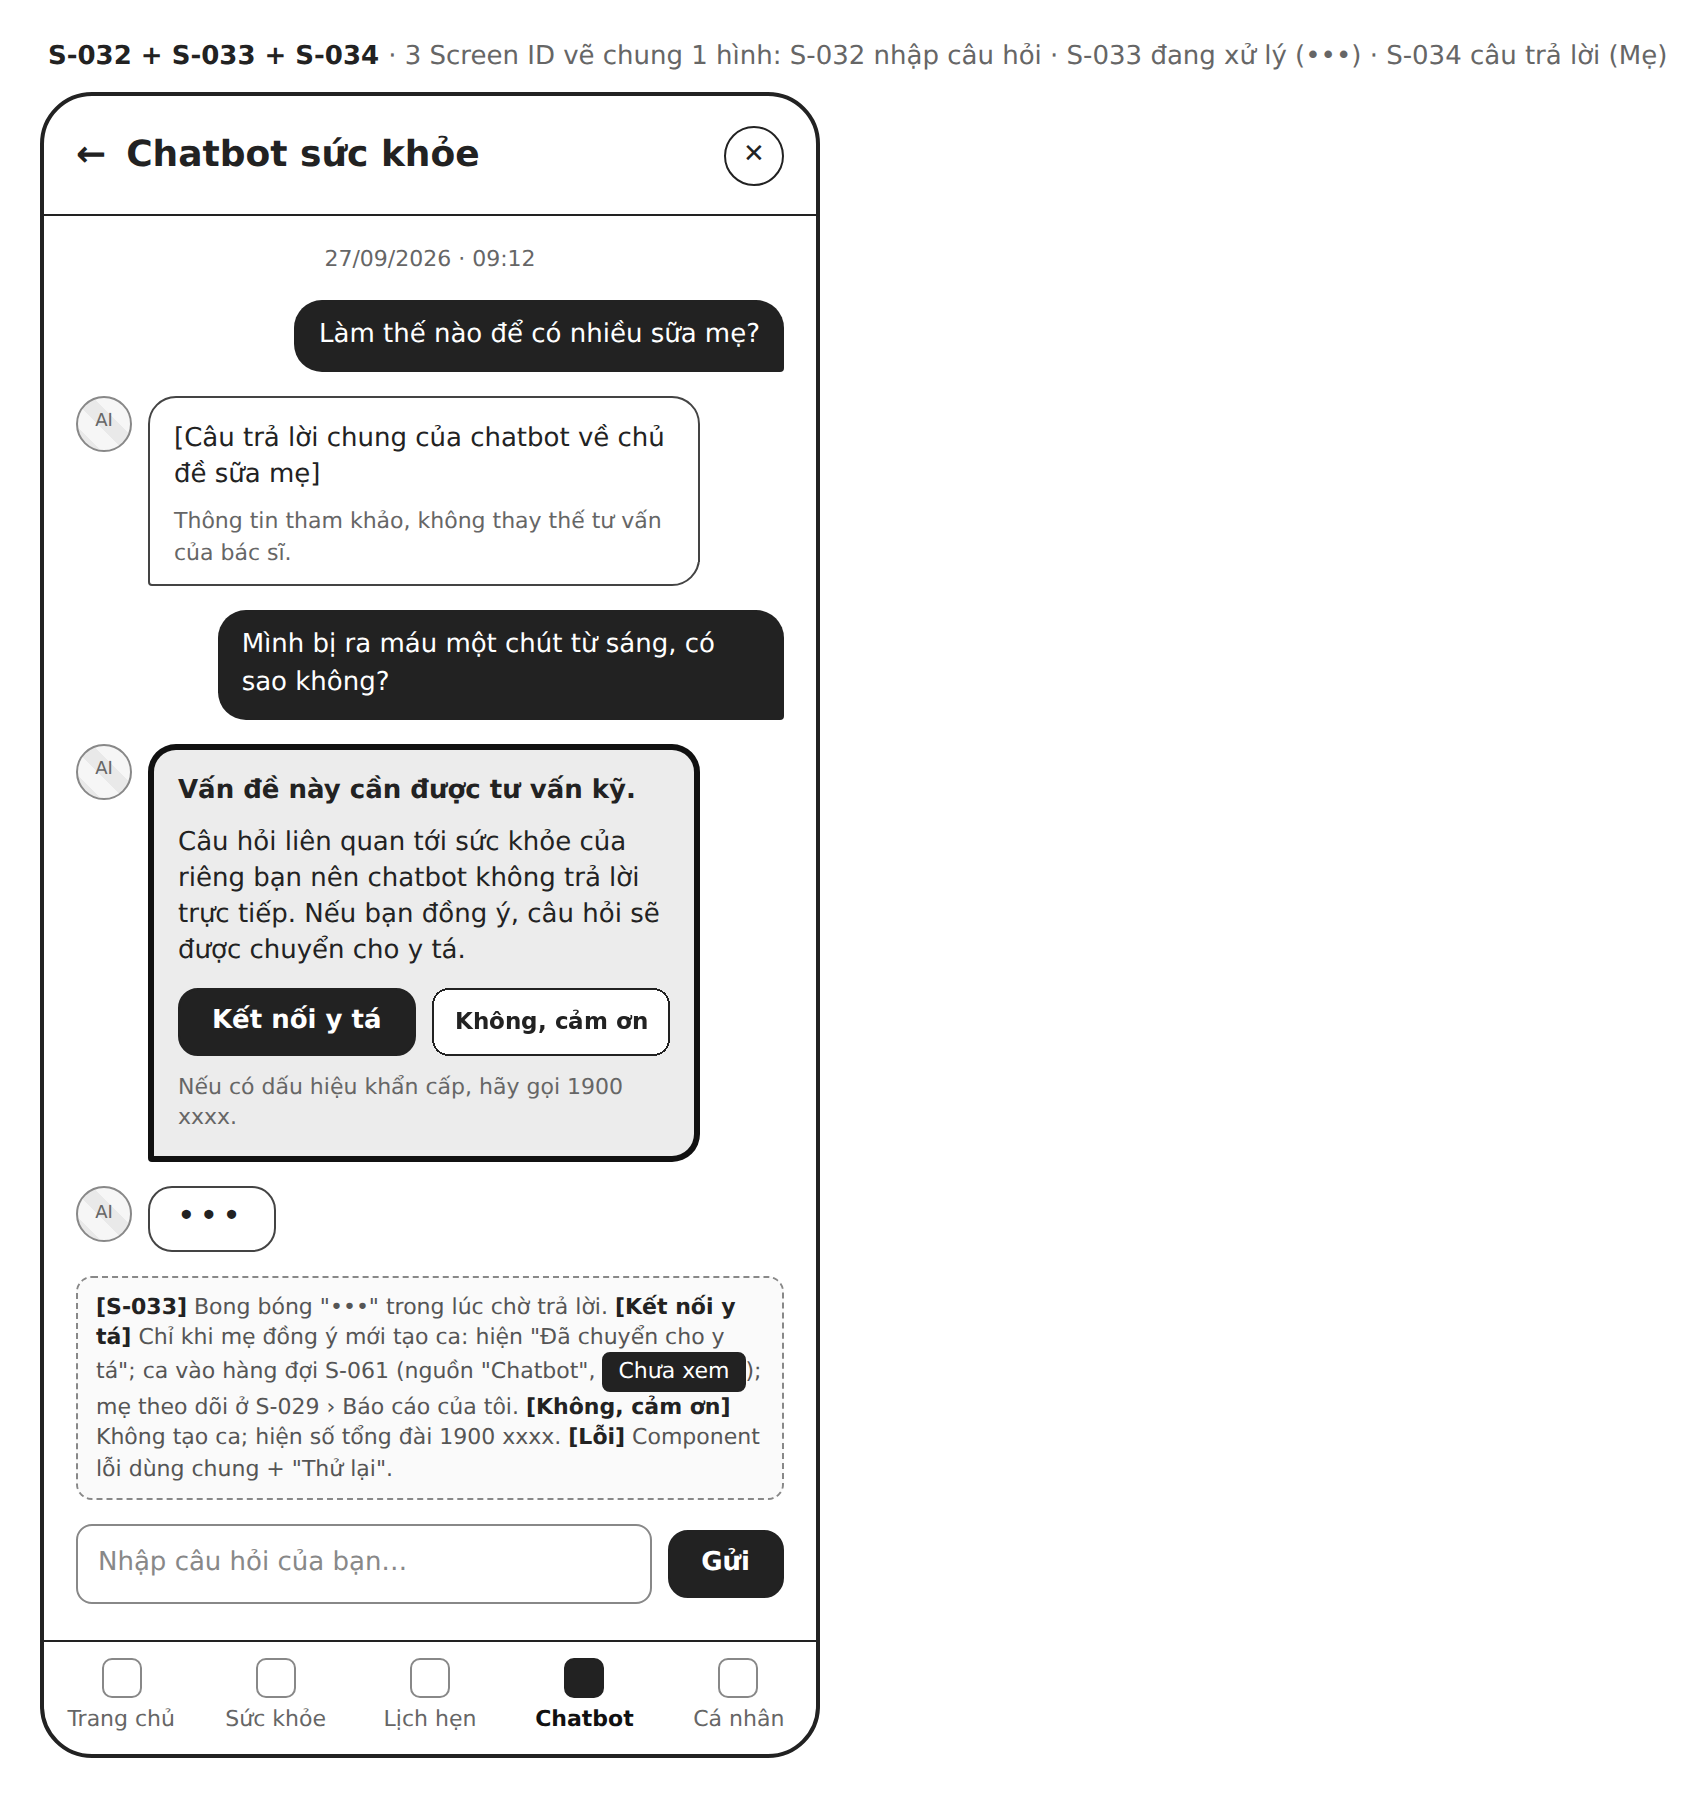 S-032 + S-033 + S-034 · 3 Screen ID vẽ chung 1 hình: S-032 nhập câu hỏi · S-033 đang xử lý (•••) · S-034 câu trả lời (Mẹ)
← Chatbot sức khỏe ✕
27/09/2026 · 09:12
Làm thế nào để có nhiều sữa mẹ?
AI
[Câu trả lời chung của chatbot về chủ
đề sữa mẹ]
Thông tin tham khảo, không thay thế tư vấn
của bác sĩ.
Mình bị ra máu một chút từ sáng, có
sao không?
AI
Vấn đề này cần được tư vấn kỹ.
Câu hỏi liên quan tới sức khỏe của
riêng bạn nên chatbot không trả lời
trực tiếp. Nếu bạn đồng ý, câu hỏi sẽ
được chuyển cho y tá.
Kết nối y tá Không, cảm ơn
Nếu có dấu hiệu khẩn cấp, hãy gọi 1900
xxxx.
AI
•••
[S-033] Bong bóng "•••" trong lúc chờ trả lời. [Kết nối y
tá] Chỉ khi mẹ đồng ý mới tạo ca: hiện "Đã chuyển cho y
tá"; ca vào hàng đợi S-061 (nguồn "Chatbot", Chưa xem );
mẹ theo dõi ở S-029 › Báo cáo của tôi. [Không, cảm ơn]
Không tạo ca; hiện số tổng đài 1900 xxxx. [Lỗi] Component
lỗi dùng chung + "Thử lại".
Nhập câu hỏi của bạn… Gửi
Trang chủ Sức khỏe Lịch hẹn Chatbot Cá nhân